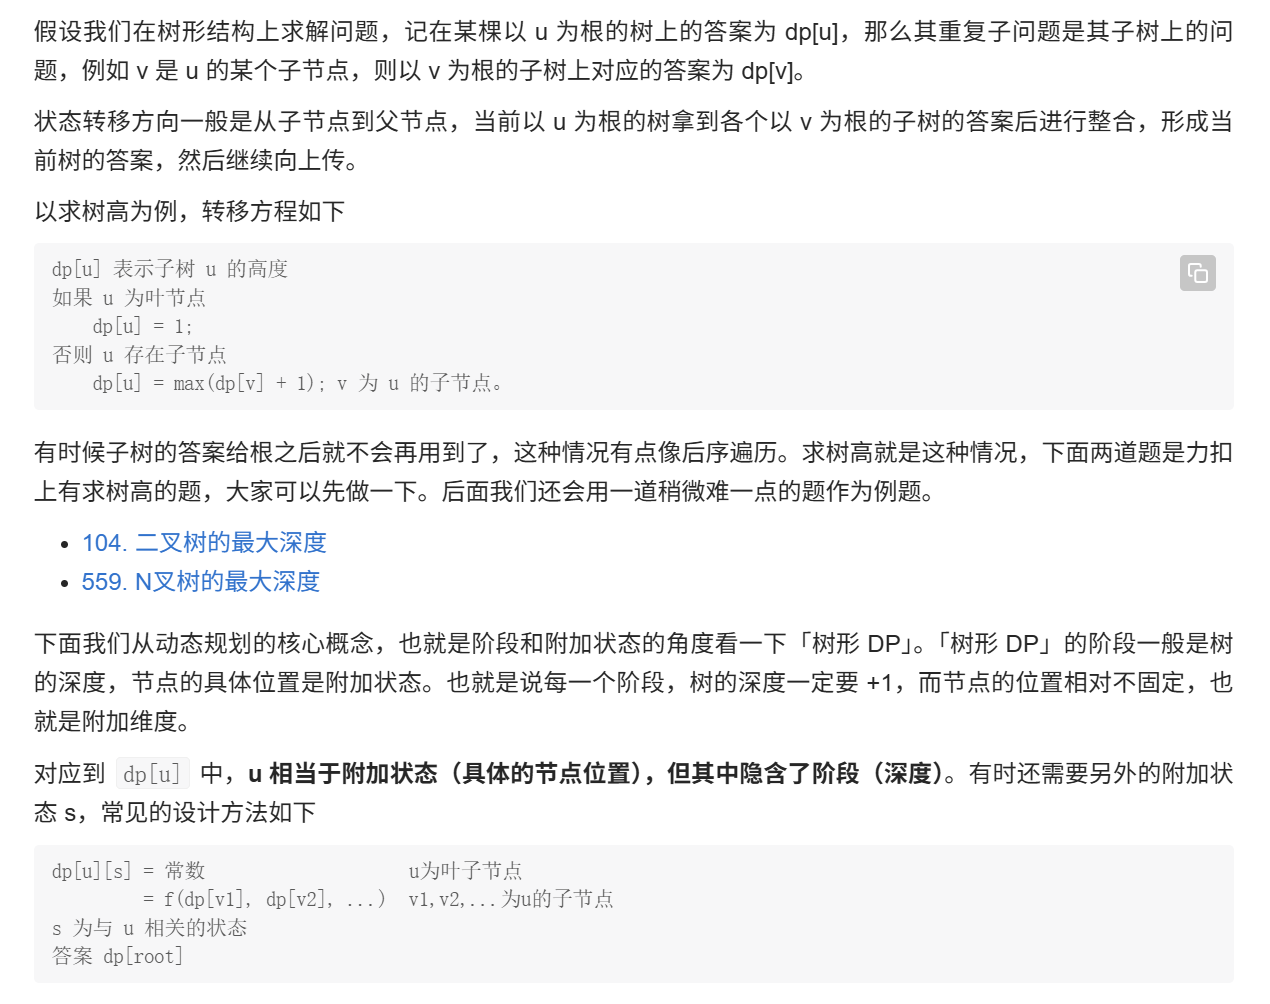 假设我们在树形结构上求解问题，记在某棵以 u 为根的树上的答案为 dp[u]，那么其重复子问题是其子树上的问
题，例如 v 是 u 的某个子节点，则以 v 为根的子树上对应的答案为 dp[v]。
状态转移方向一般是从子节点到父节点，当前以 u 为根的树拿到各个以 v 为根的子树的答案后进行整合，形成当
前树的答案，然后继续向上传。
以求树高为例，转移方程如下
dp[u] 表示子树 u 的高度
如果 u 为叶节点
    dp[u] = 1;
否则 u 存在子节点
    dp[u] = max(dp[v] + 1); v 为 u 的子节点。
有时候子树的答案给根之后就不会再用到了，这种情况有点像后序遍历。求树高就是这种情况，下面两道题是力扣
上有求树高的题，大家可以先做一下。后面我们还会用一道稍微难一点的题作为例题。
• 104. 二叉树的最大深度
• 559. N叉树的最大深度
下面我们从动态规划的核心概念，也就是阶段和附加状态的角度看一下「树形 DP」。「树形 DP」的阶段一般是树
的深度，节点的具体位置是附加状态。也就是说每一个阶段，树的深度一定要 +1，而节点的位置相对不固定，也
就是附加维度。
对应到 dp[u] 中，u 相当于附加状态（具体的节点位置），但其中隐含了阶段（深度）。有时还需要另外的附加状
态 s，常见的设计方法如下
dp[u][s] = 常数                    u为叶子节点
         = f(dp[v1], dp[v2], ...)  v1,v2,...为u的子节点
s 为与 u 相关的状态
答案 dp[root]